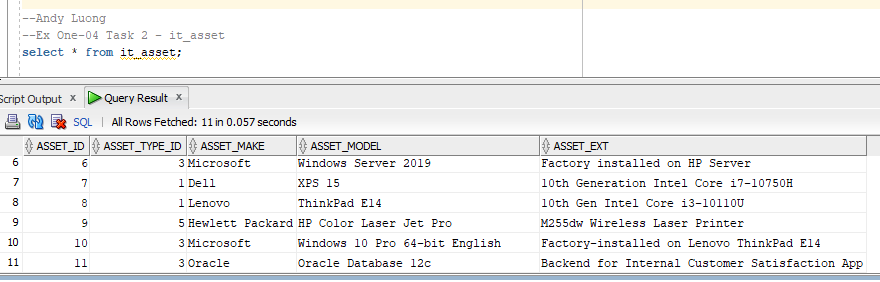 --Andy Luong
--Ex One-04 Task 2 - it_asset
select * from it_asset;
Script Output x Query Result x
SQL | All Rows Fetched: 11 in 0.057 seconds
ASSET_ID ASSET_TYPE_ID ASSET_MAKE ASSET_MODEL ASSET_EXT
6 6 3 Microsoft Windows Server 2019 Factory installed on HP Server
7 7 1 Dell XPS 15 10th Generation Intel Core i7-10750H
8 8 1 Lenovo ThinkPad E14 10th Gen Intel Core i3-10110U
9 9 5 Hewlett Packard HP Color Laser Jet Pro M255dw Wireless Laser Printer
10 10 3 Microsoft Windows 10 Pro 64-bit English Factory-installed on Lenovo ThinkPad E14
11 11 3 Oracle Oracle Database 12c Backend for Internal Customer Satisfaction App